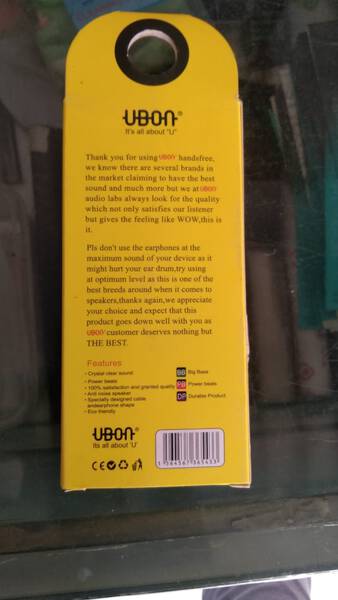 UBON®
It's all about "U"
Thank you for using UBON handsfree,
we know there are several brands in
the market claiming to have the best
sound and much more but we at UBON
audio labs always look for the quality
which not only satisfies our listener
but gives the feeling like WOW,this is
it.
Pls don't use the earphones at the
maximum sound of your device as it
might hurt your ear drum,try using
at optimum level as this is one of the
best breeds around when it comes to
speakers,thanks again,we appreciate
your choice and expect that this
product goes down well with you as
UBON customer deserves nothing but
THE BEST.
Features
• Crystal clear sound
• Power beats
• 100% satisfaction and granted quality
• Anti noise speaker
• Specially designed cable
andearphone shape
• Eco friendly
BB Big Bass
PB Power beats
DP Durable Product
UBON®
Its all about 'U'
CE